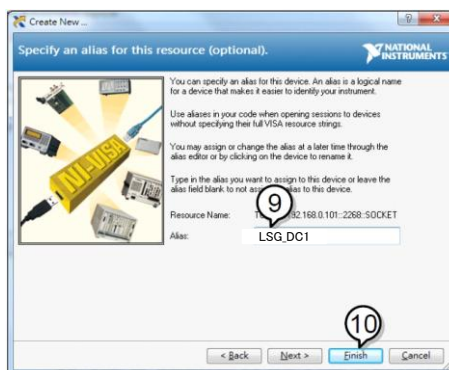 Create New ...
Specify an alias for this resource (optional).
NATIONAL INSTRUMENTS
You can specify an alias for this device. An alias is a logical name
for a device that makes it easier to identify your instrument.
Use aliases in your code when opening sessions to devices
without specifying their full VISA resource strings.
You may assign or change the alias at a later time through the
alias editor or by clicking on the device to rename it.
Type in the alias you want to assign to this device or leave the
alias field blank to not alias to this device.
9
Resource Name: 92.168.0.101::2268::SOCKET
Alias: LSG_DC1
NI-VISA
10
< Back Next > Finish Cancel